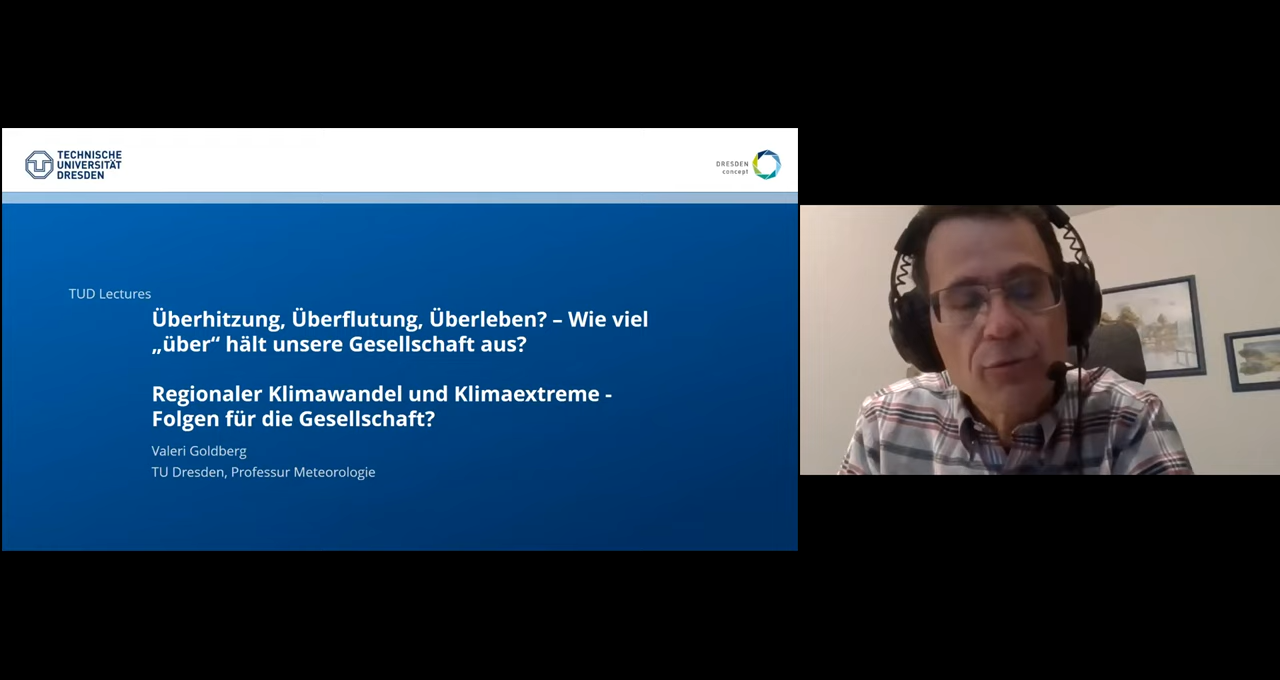 TECHNISCHE
UNIVERSITÄT
DRESDEN
DRESDEN
concept
TUD Lectures
Überhitzung, Überflutung, Überleben? – Wie viel
„über“ hält unsere Gesellschaft aus?
Regionaler Klimawandel und Klimaextreme -
Folgen für die Gesellschaft?
Valeri Goldberg
TU Dresden, Professur Meteorologie